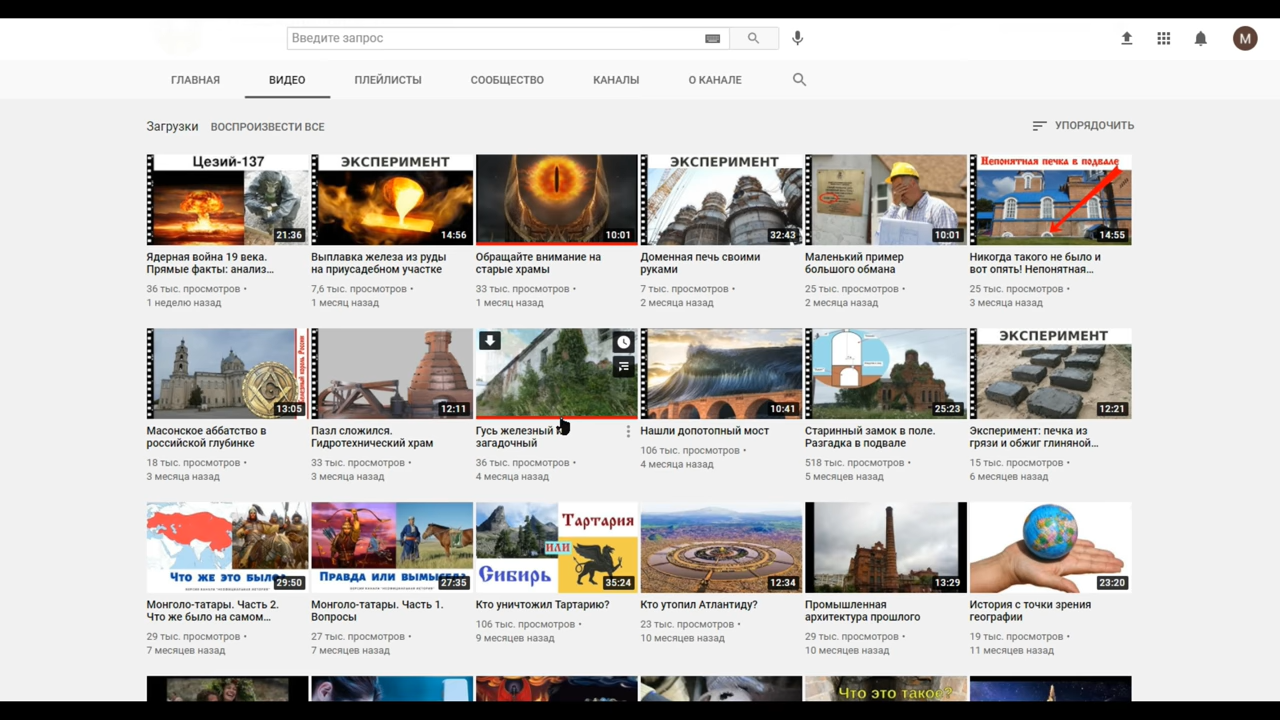 Введите запрос
М
ГЛАВНАЯ
ВИДЕО
ПЛЕЙЛИСТЫ
СООБЩЕСТВО
КАНАЛЫ
О КАНАЛЕ
Загрузки
ВОСПРОИЗВЕСТИ ВСЕ
УПОРЯДОЧИТЬ
Цезий-137
21:36
Ядерная война 19 века.
Прямые факты: анализ...
36 тыс. просмотров •
1 неделю назад
ЭКСПЕРИМЕНТ
14:56
Выплавка железа из руды
на приусадебном участке
7,6 тыс. просмотров •
1 месяц назад
10:01
Обращайте внимание на
старые храмы
33 тыс. просмотров •
1 месяц назад
ЭКСПЕРИМЕНТ
32:43
Доменная печь своими
руками
7 тыс. просмотров •
2 месяца назад
10:01
Маленький пример
большого обмана
25 тыс. просмотров •
2 месяца назад
Непонятная печка в подвале
14:55
Никогда такого не было и
вот опять! Непонятная...
25 тыс. просмотров •
3 месяца назад
13:05
Масонское аббатство в
российской глубинке
18 тыс. просмотров •
3 месяца назад
12:11
Пазл сложился.
Гидротехнический храм
33 тыс. просмотров •
3 месяца назад
Гусь железный
загадочный
36 тыс. просмотров •
4 месяца назад
10:41
Нашли допотопный мост
106 тыс. просмотров •
4 месяца назад
25:23
Старинный замок в поле.
Разгадка в подвале
518 тыс. просмотров •
5 месяцев назад
ЭКСПЕРИМЕНТ
12:21
Эксперимент: печка из
грязи и обжиг глиняной...
15 тыс. просмотров •
6 месяцев назад
Что же это было
29:50
Монголо-татары. Часть 2.
Что же было на самом...
29 тыс. просмотров •
7 месяцев назад
Правда или вымысел
27:35
Монголо-татары. Часть 1.
Вопросы
27 тыс. просмотров •
7 месяцев назад
Тартария
или
Сибирь
35:24
Кто уничтожил Тартарию?
106 тыс. просмотров •
9 месяцев назад
12:34
Кто утопил Атлантиду?
23 тыс. просмотров •
10 месяцев назад
13:29
Промышленная
архитектура прошлого
29 тыс. просмотров •
10 месяцев назад
23:20
История с точки зрения
географии
19 тыс. просмотров •
11 месяцев назад
Что это такое?